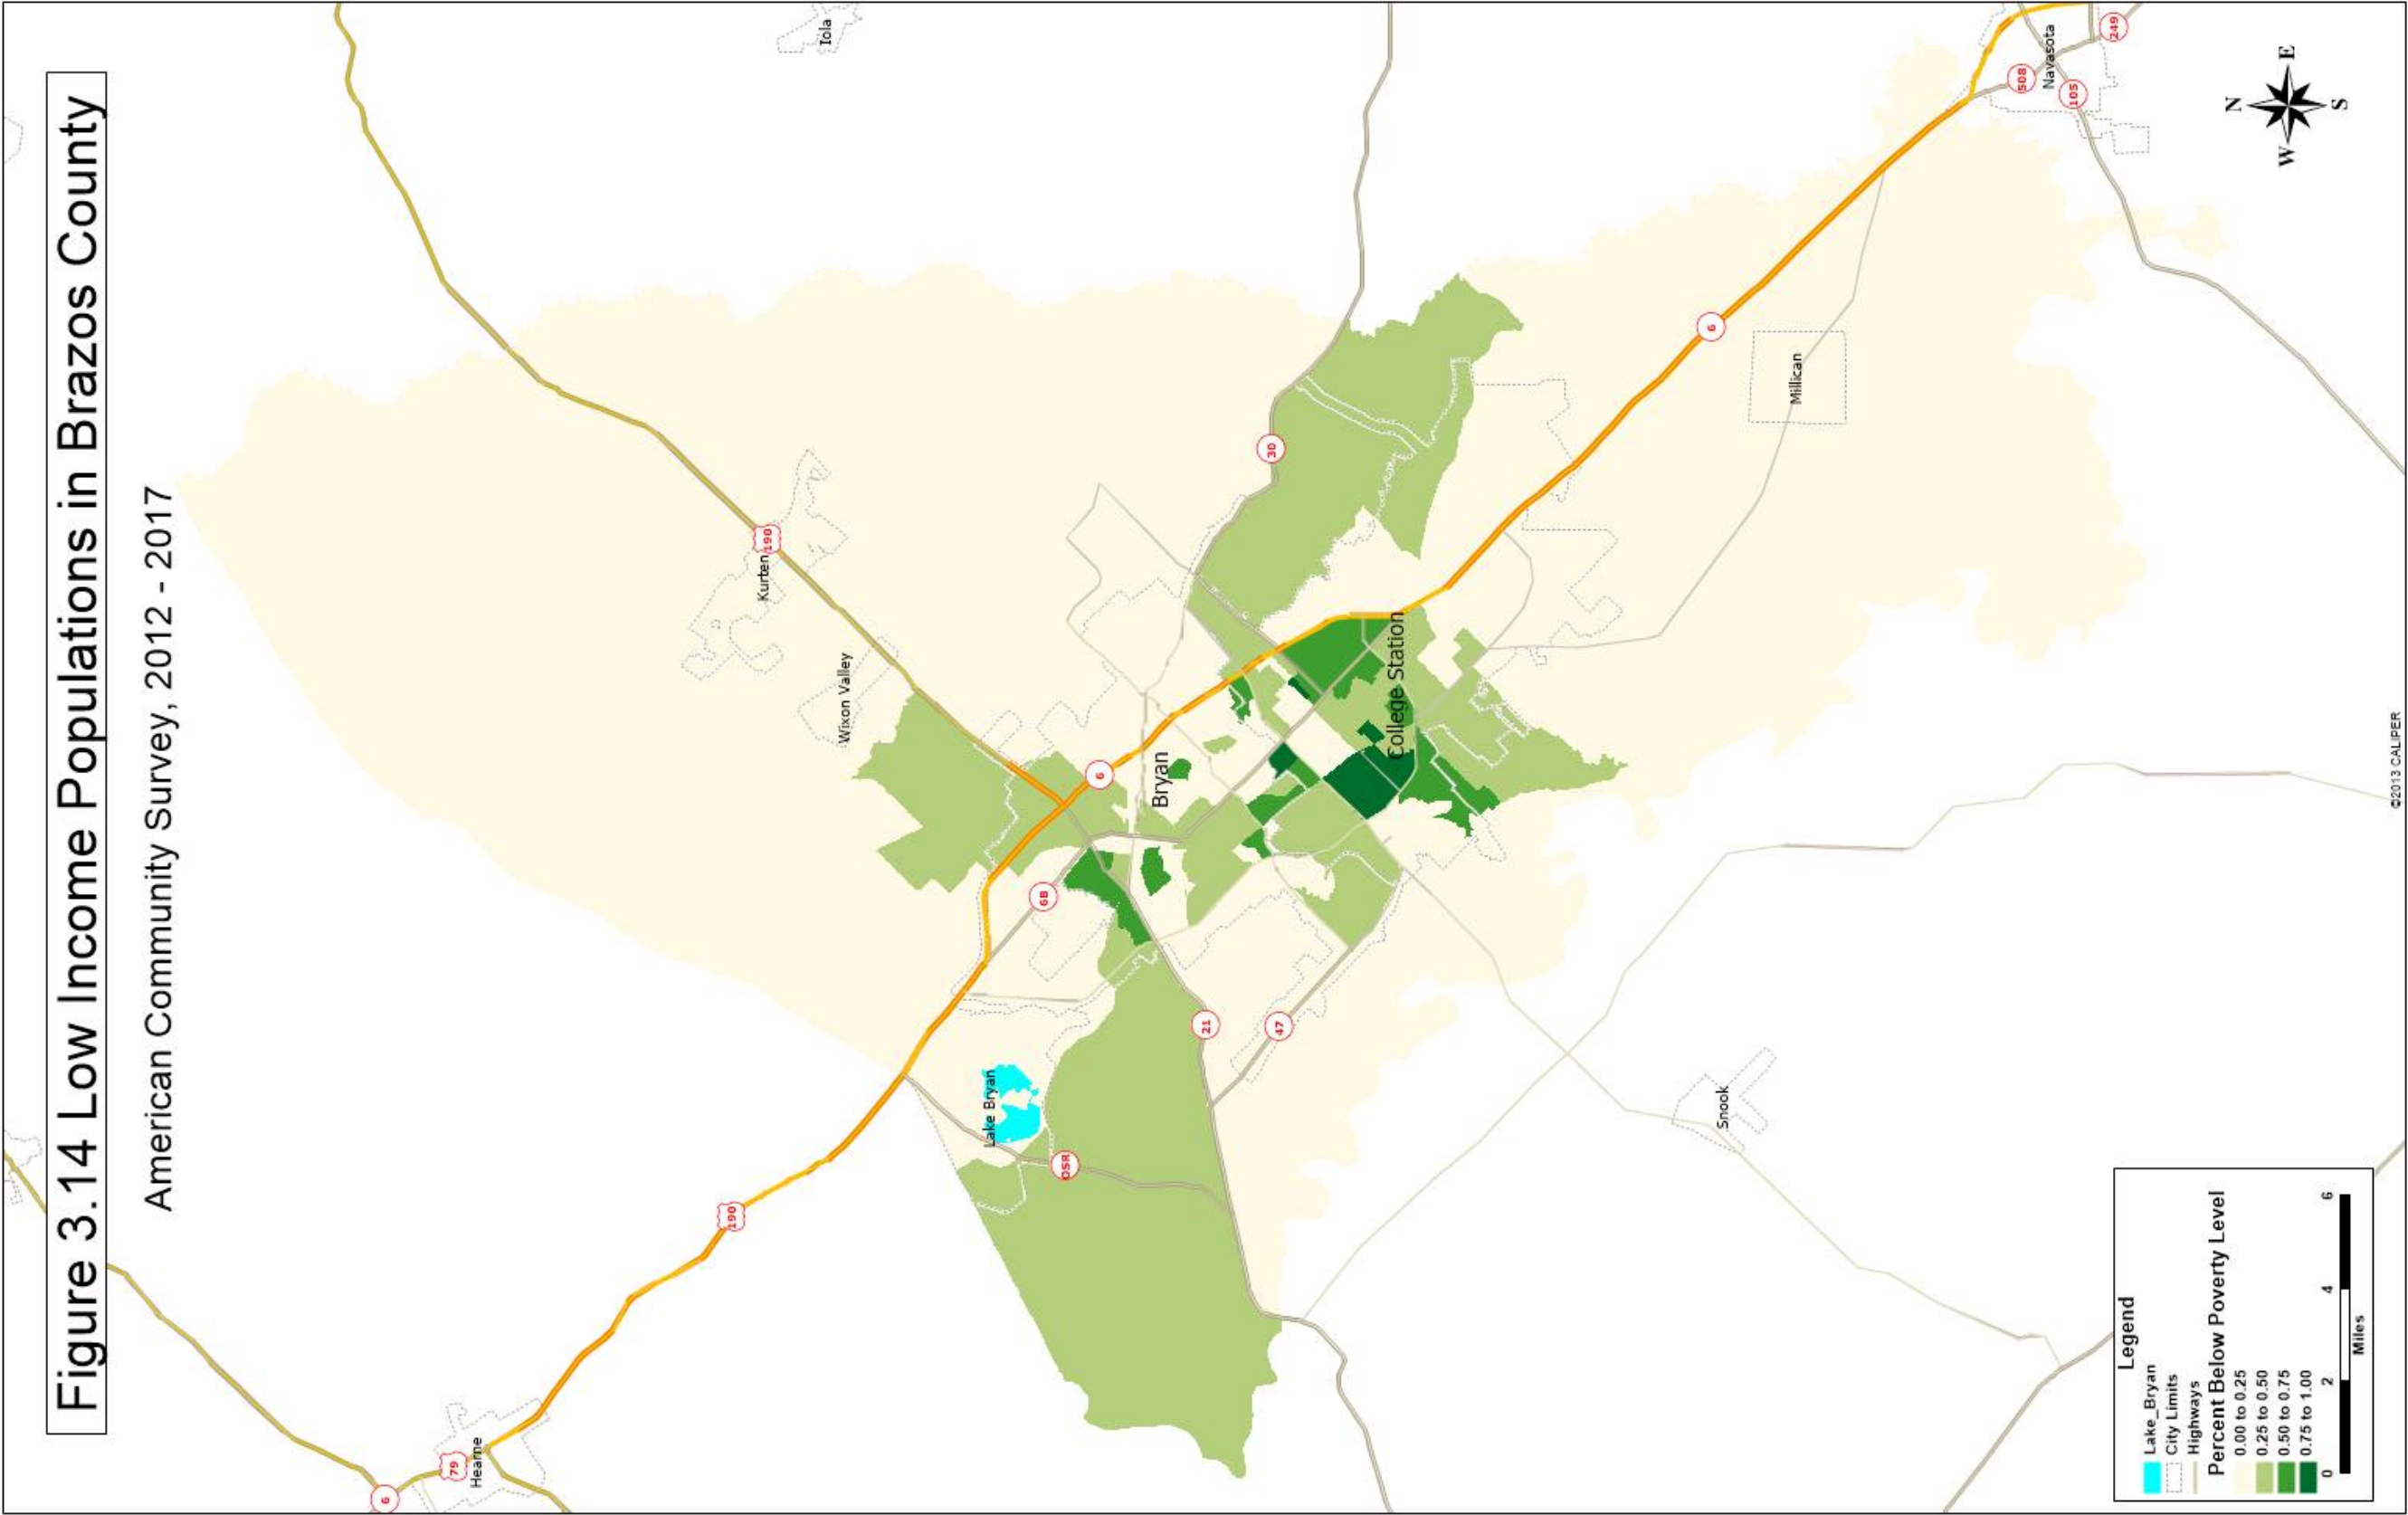 Figure 3.14 Low Income Populations in Brazos County
American Community Survey, 2012 - 2017
6
79
Hearne
190
Iola
190
Kurten
Wixon Valley
Lake Bryan
OSR
6B
6
Bryan
21
47
30
College Station
6
Millican
Snook
508
Navasota
105
249
N
W
E
S
Legend
Lake_Bryan
City Limits
Highways
Percent Below Poverty Level
0.00 to 0.25
0.25 to 0.50
0.50 to 0.75
0.75 to 1.00
0 2 4 6
Miles
©2013 CALIPER